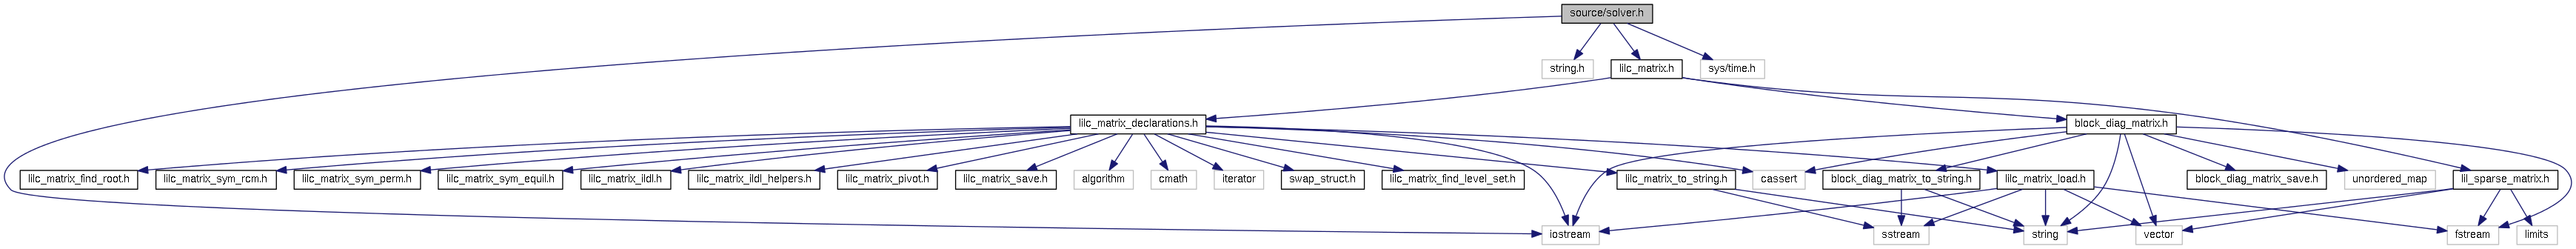 source/solver.h
string.h
lilc_matrix.h
sys/time.h
lilc_matrix_declarations.h
block_diag_matrix.h
lilc_matrix_find_root.h
lilc_matrix_sym_rcm.h
lilc_matrix_sym_perm.h
lilc_matrix_sym_equil.h
lilc_matrix_ildl.h
lilc_matrix_ildl_helpers.h
lilc_matrix_pivot.h
lilc_matrix_save.h
algorithm
cmath
iterator
swap_struct.h
lilc_matrix_find_level_set.h
lilc_matrix_to_string.h
cassert
block_diag_matrix_to_string.h
lilc_matrix_load.h
block_diag_matrix_save.h
unordered_map
lil_sparse_matrix.h
iostream
sstream
string
vector
fstream
limits